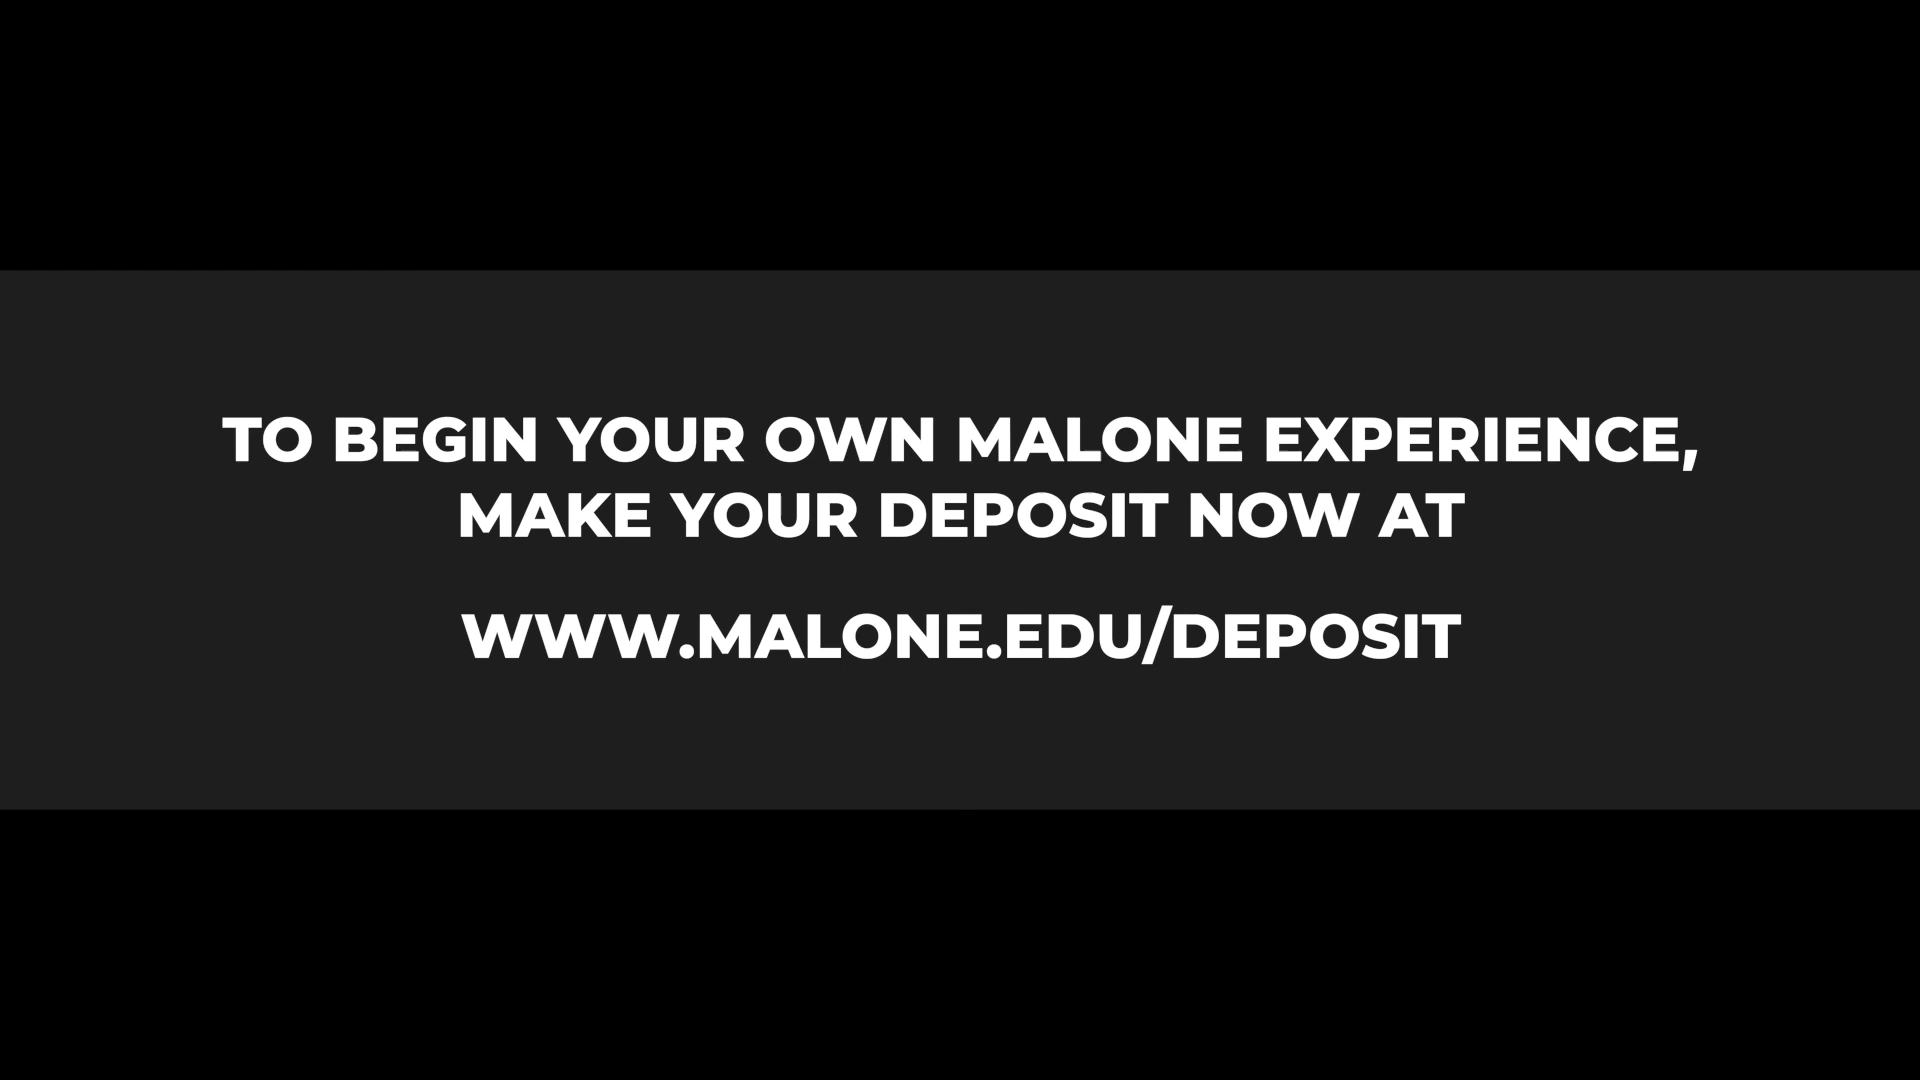 TO BEGIN YOUR OWN MALONE EXPERIENCE,
MAKE YOUR DEPOSIT NOW AT
WWW.MALONE.EDU/DEPOSIT